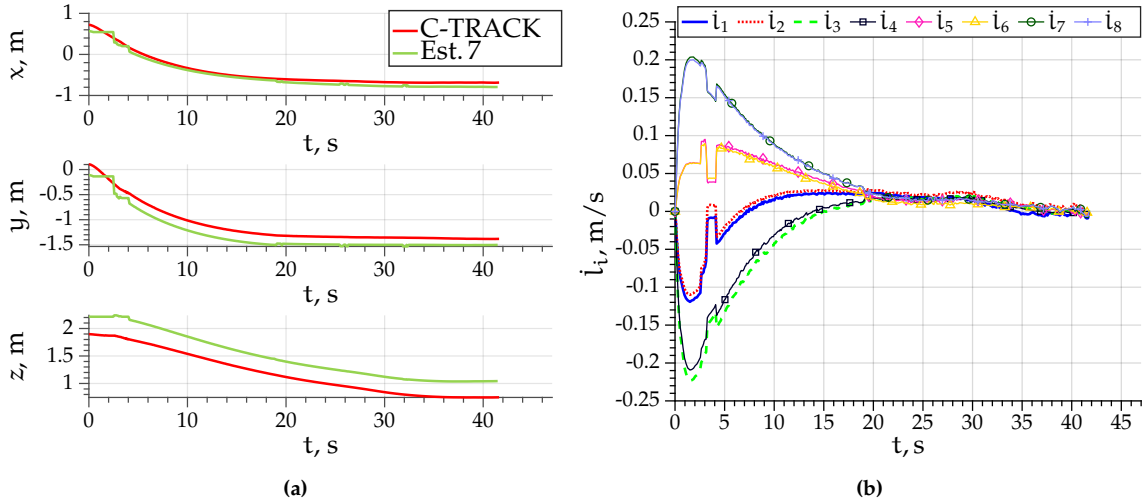 x, m
1
0
-1
C-TRACK
Est. 7
0 10 20 30 40
t, s
y, m
0
-0.5
-1
-1.5
0 10 20 30 40
t, s
z, m
2
1.5
1
0 10 20 30 40
t, s
(a)
l̇₁ l̇₂ l̇₃ l̇₄ l̇₅ l̇₆ l̇₇ l̇₈
l̇ᵢ, m/s
0.25
0.2
0.15
0.1
0.05
0
-0.05
-0.1
-0.15
-0.2
-0.25
0 5 10 15 20 25 30 35 40 45
t, s
(b)